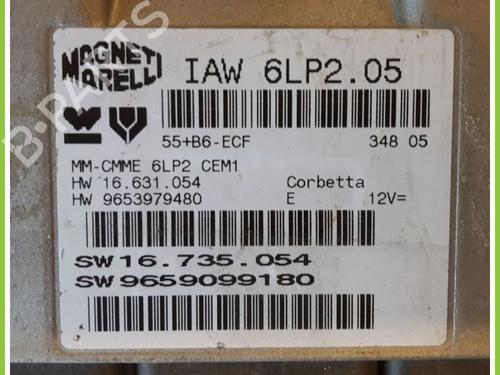 MAGNETI
MARELLI
IAW 6LP2.05
55+B6-ECF 348 05
MM-CMME 6LP2 CEM1
HW 16.631.054 Corbetta
HW 9653979480 E 12V=
SW16.735.054
SW9659099180
B-PARTS